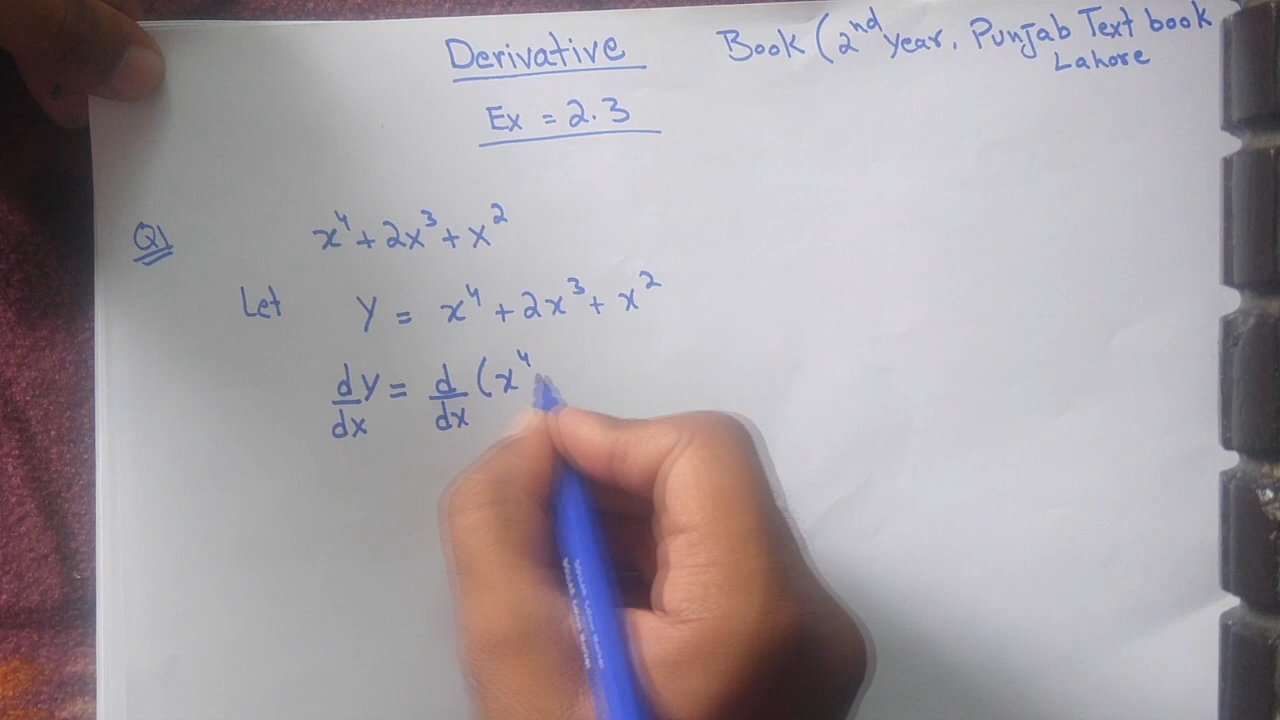 Derivative
Book (2nd year, Punjab Text book
Lahore
Ex = 2.3
Q1
x⁴ + 2x³ + x²
Let y = x⁴ + 2x³ + x²
d/dx y = d/dx (x⁴